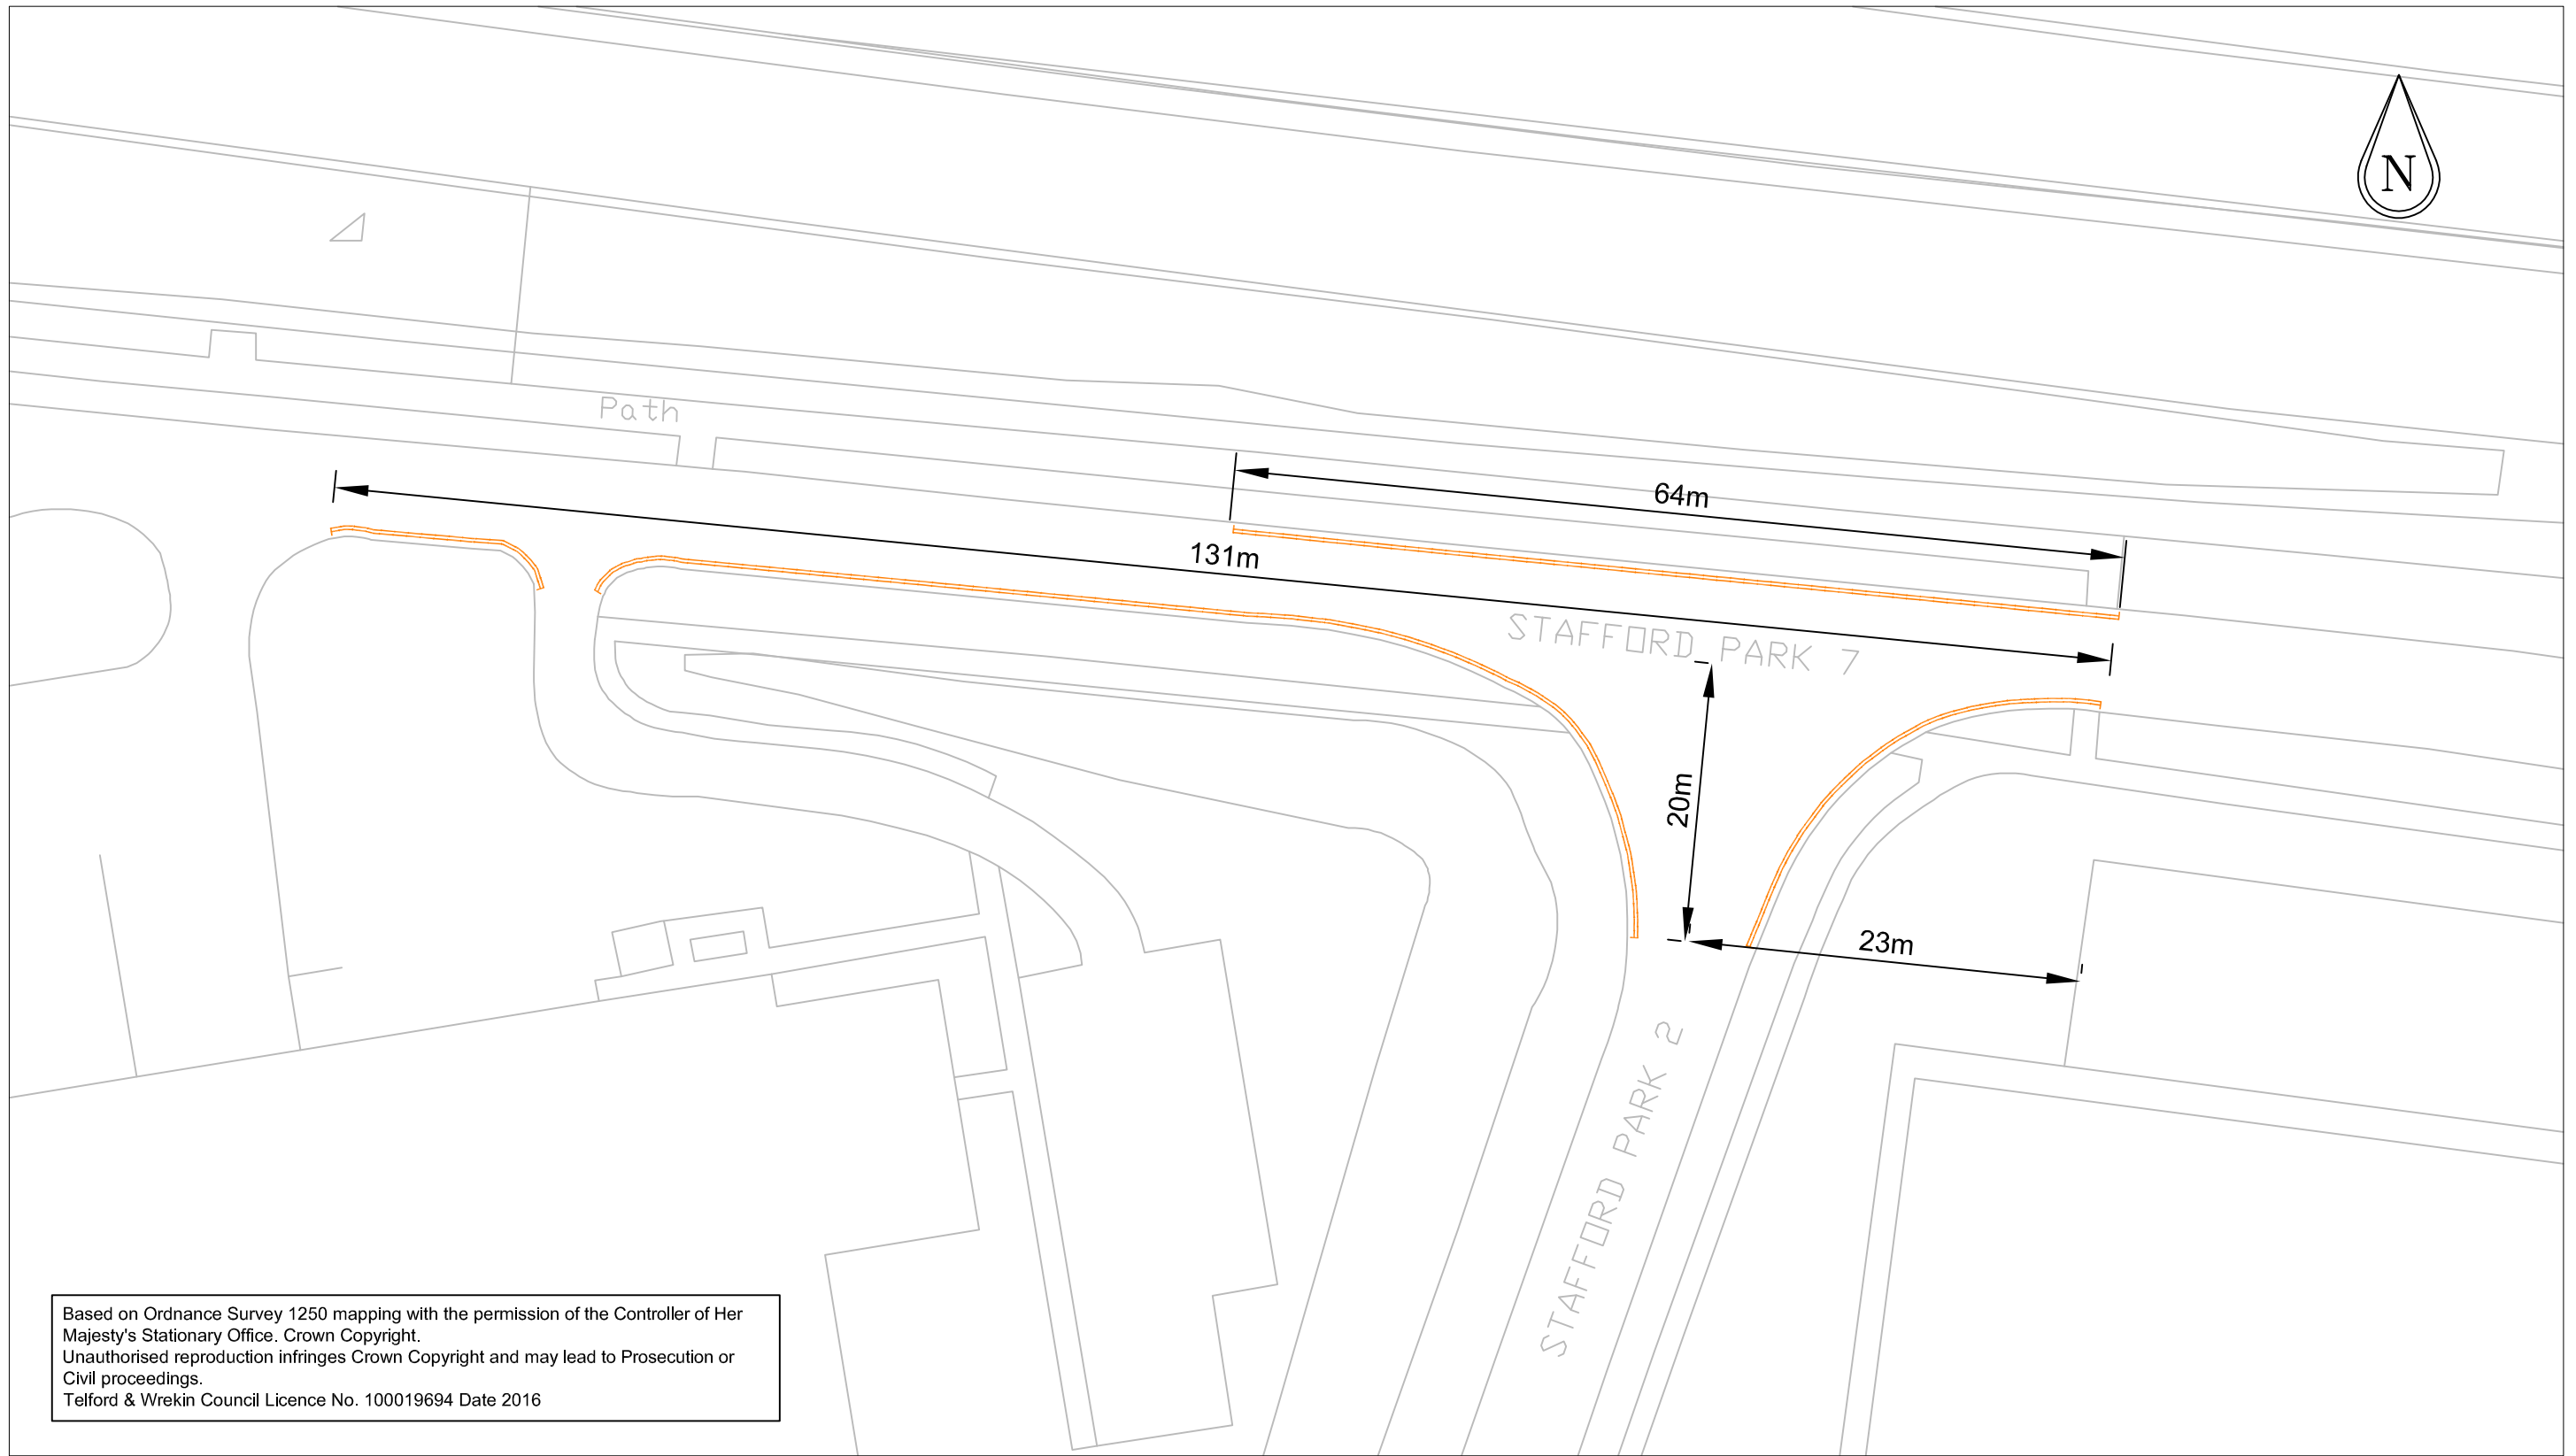 N
Path
64m
131m
STAFFORD PARK 7
20m
23m
STAFFORD PARK 2
Based on Ordnance Survey 1250 mapping with the permission of the Controller of Her
Majesty's Stationary Office. Crown Copyright.
Unauthorised reproduction infringes Crown Copyright and may lead to Prosecution or
Civil proceedings.
Telford & Wrekin Council Licence No. 100019694 Date 2016